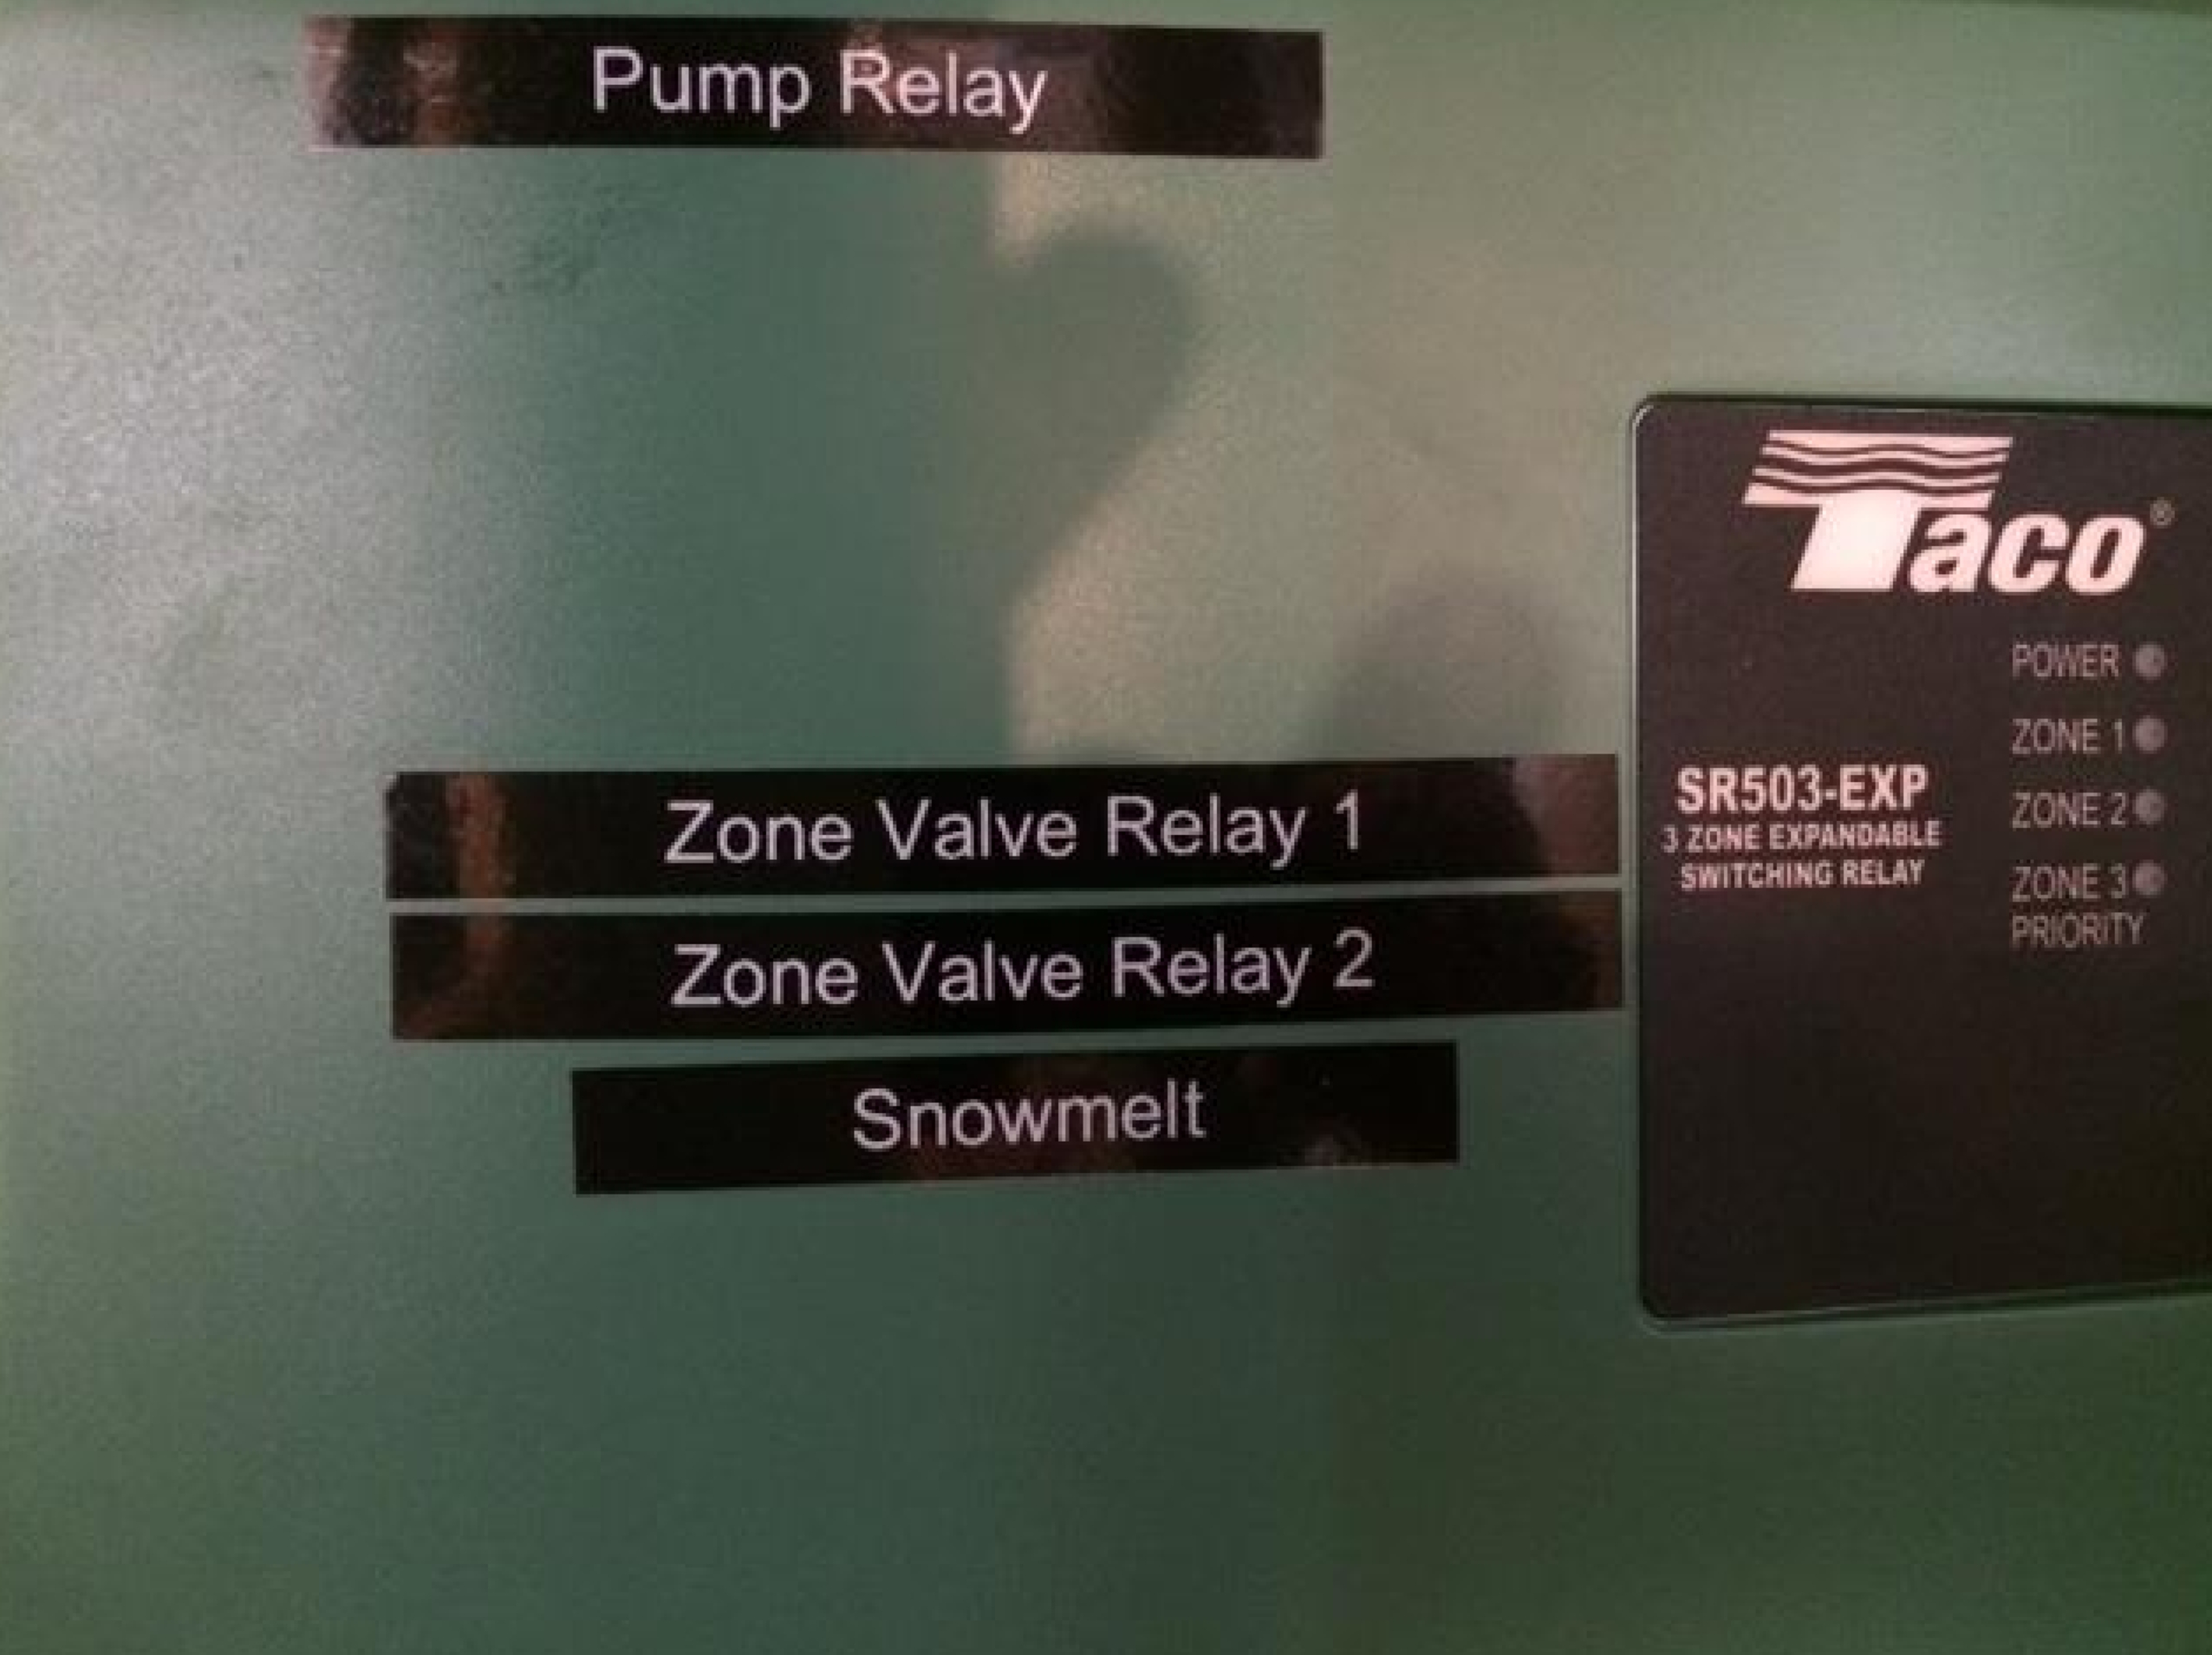 Pump Relay
Taco®
POWER
ZONE 1
Zone Valve Relay 1
SR503-EXP
ZONE 2
3 ZONE EXPANDABLE
SWITCHING RELAY
ZONE 3
PRIORITY
Zone Valve Relay 2
Snowmelt